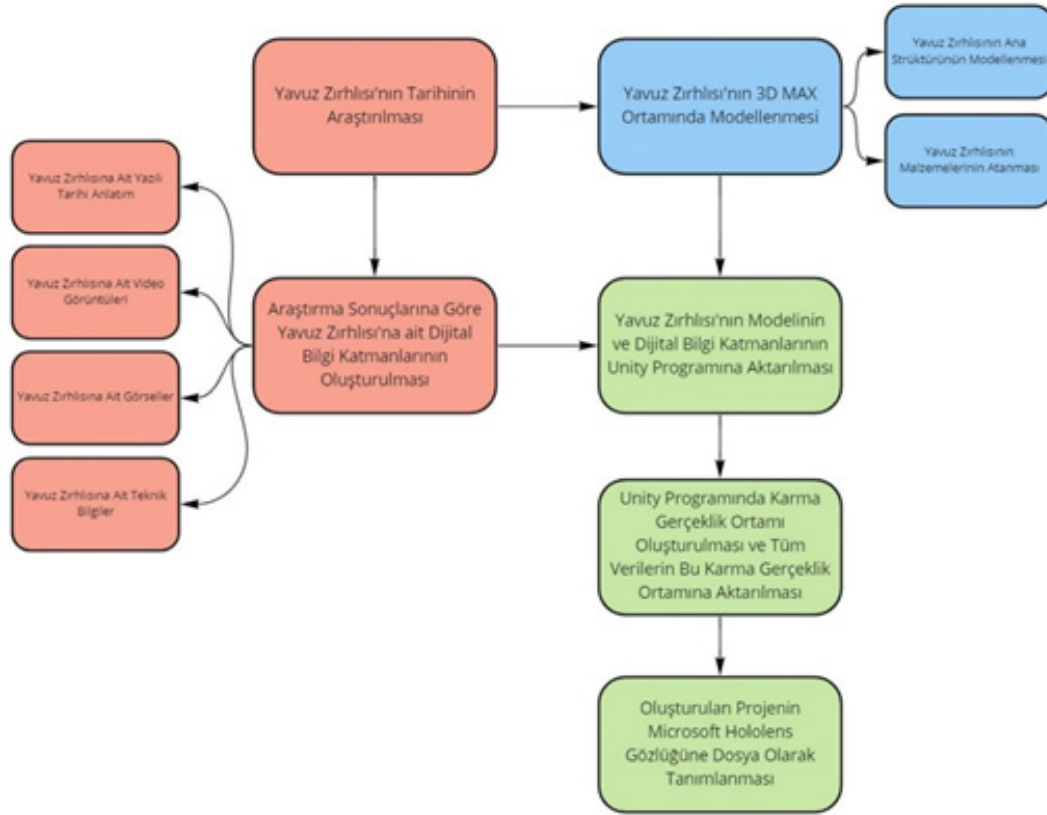 Yavuz Zırhlısı'nın Tarihinin
Araştırılması
Yavuz Zırhlısı'nın 3D MAX
Ortamında Modellenmesi
Yavuz Zırhlısının Ana
Strüktürünün Modellenmesi
Yavuz Zırhlısının
Malzemelerinin Atanması
Yavuz Zırhlısına Ait Yazılı
Tarihi Anlatım
Yavuz Zırhlısına Ait Video
Görüntüleri
Yavuz Zırhlısına Ait Görseller
Yavuz Zırhlısına Ait Teknik
Bilgiler
Araştırma Sonuçlarına Göre
Yavuz Zırhlısı'na ait Dijital
Bilgi Katmanlarının
Oluşturulması
Yavuz Zırhlısı'nın Modelinin
ve Dijital Bilgi Katmanlarının
Unity Programına Aktarılması
Unity Programında Karma
Gerçeklik Ortamı
Oluşturulması ve Tüm
Verilerin Bu Karma Gerçeklik
Ortamına Aktarılması
Oluşturulan Projenin
Microsoft Hololens
Gözlüğüne Dosya Olarak
Tanımlanması